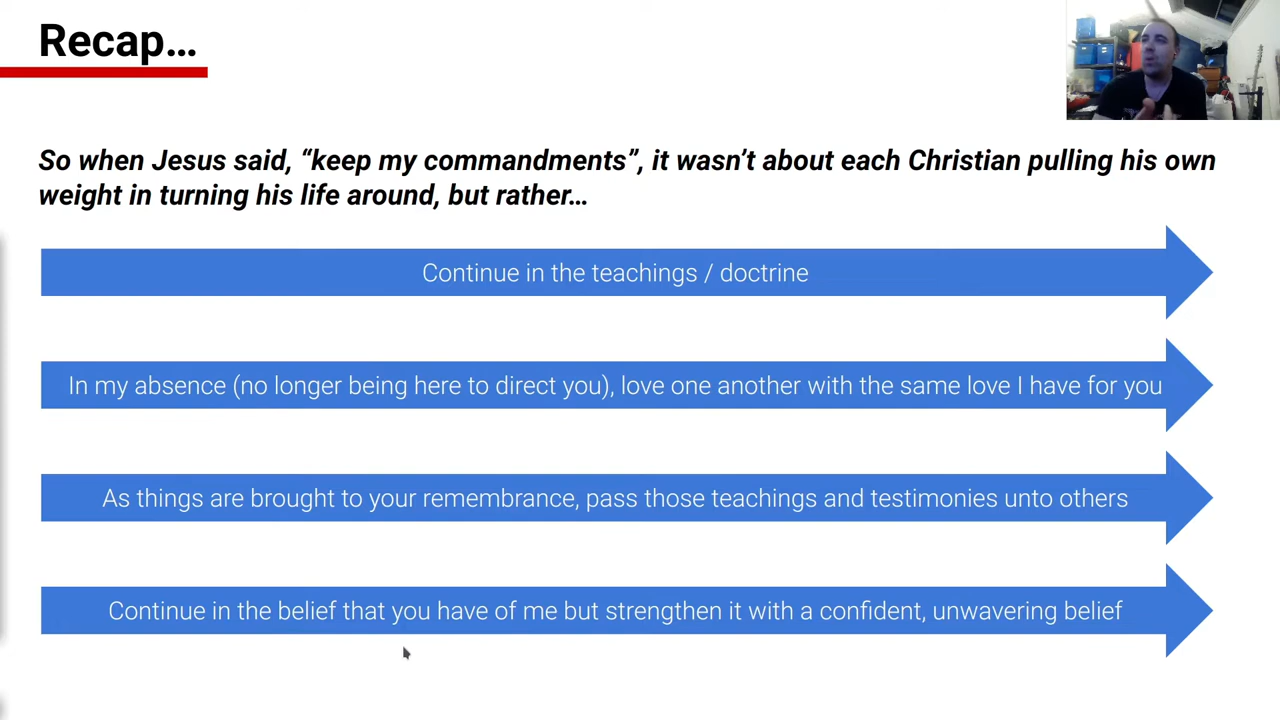 Recap…
So when Jesus said, “keep my commandments”, it wasn’t about each Christian pulling his own
weight in turning his life around, but rather…
Continue in the teachings / doctrine
In my absence (no longer being here to direct you), love one another with the same love I have for you
As things are brought to your remembrance, pass those teachings and testimonies unto others
Continue in the belief that you have of me but strengthen it with a confident, unwavering belief